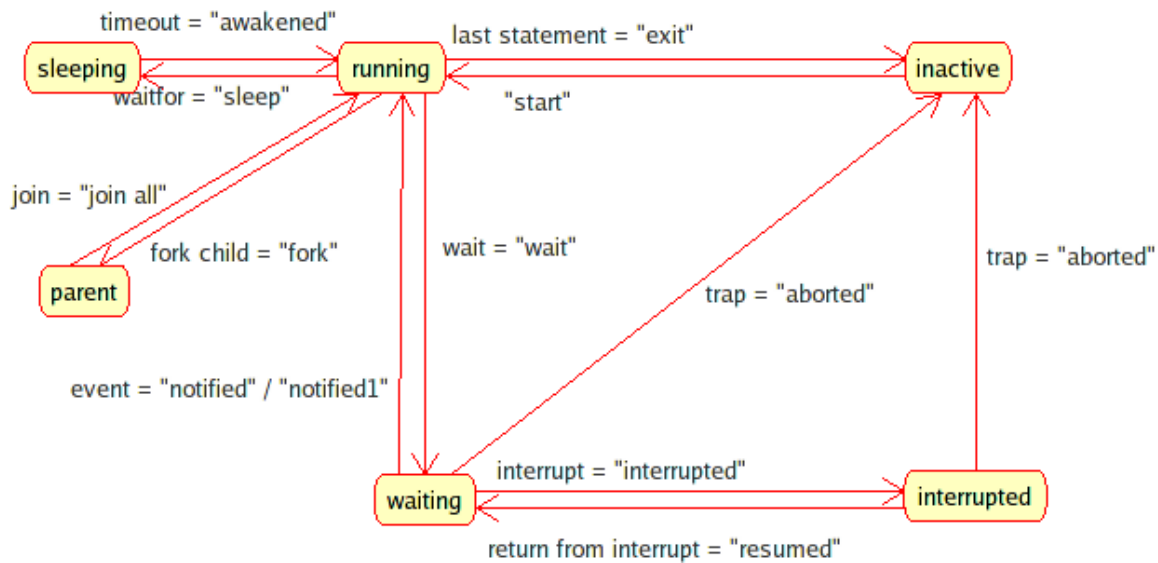 timeout = "awakened"
last statement = "exit"
sleeping
running
inactive
waitfor = "sleep"
"start"
join = "join all"
fork child = "fork"
wait = "wait"
trap = "aborted"
parent
trap = "aborted"
event = "notified" / "notified1"
interrupt = "interrupted"
waiting
interrupted
return from interrupt = "resumed"